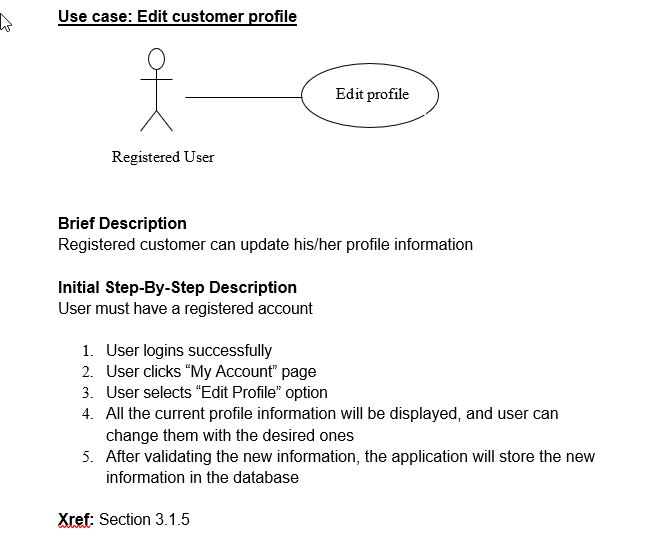 Use case: Edit customer profile
Edit profile
Registered User
Brief Description
Registered customer can update his/her profile information
Initial Step-By-Step Description
User must have a registered account
1. User logins successfully
2. User clicks “My Account” page
3. User selects “Edit Profile” option
4. All the current profile information will be displayed, and user can
change them with the desired ones
5. After validating the new information, the application will store the new
information in the database
Xref: Section 3.1.5